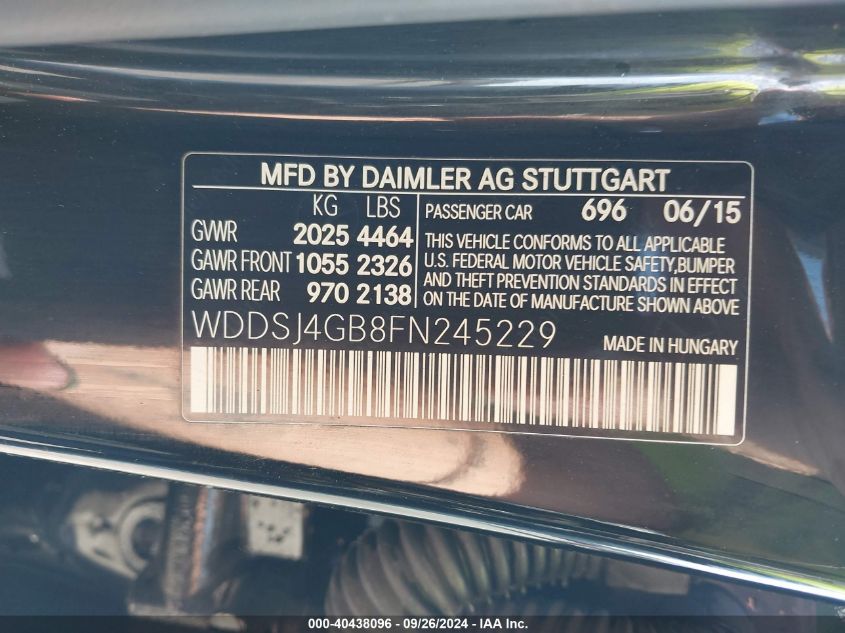 MFD BY DAIMLER AG STUTTGART
KG LBS
GWR 2025 4464
GAWR FRONT 1055 2326
GAWR REAR 970 2138
PASSENGER CAR 696 06/15
THIS VEHICLE CONFORMS TO ALL APPLICABLE
U.S. FEDERAL MOTOR VEHICLE SAFETY, BUMPER
AND THEFT PREVENTION STANDARDS IN EFFECT
ON THE DATE OF MANUFACTURE SHOWN ABOVE
WDDSJ4GB8FN245229
MADE IN HUNGARY
000-40438096 - 09/26/2024 - IAA Inc.